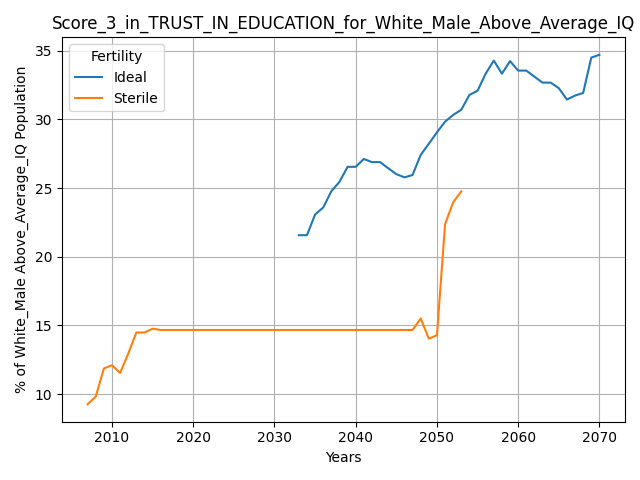 Score_3_in_TRUST_IN_EDUCATION_for_White_Male_Above_Average_IQ
% of White_Male Above_Average_IQ Population
35
30
25
20
15
10
Fertility
Ideal
Sterile
2010 2020 2030 2040 2050 2060 2070
Years